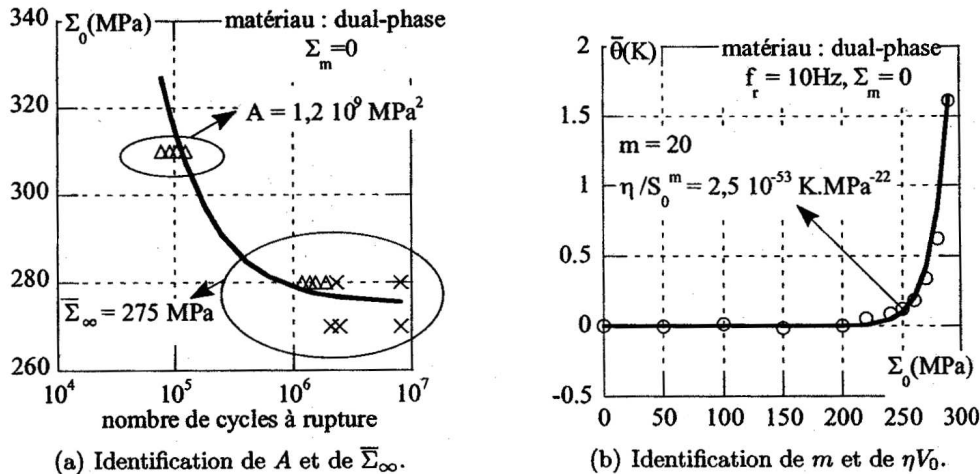 340
Σ₀(MPa)
matériau : dual-phase
Σₘ=0
320
A = 1,2 10⁹ MPa²
300
280
Σ̅∞ = 275 MPa
260
10⁴ 10⁵ 10⁶ 10⁷
nombre de cycles à rupture
(a) Identification de A et de Σ̅∞.
2
θ̅(K)
matériau : dual-phase
fᵣ = 10Hz, Σₘ=0
1.5
m = 20
1
η /S₀ᵐ = 2,5 10⁻⁵³ K.MPa⁻²²
0.5
0
Σ₀(MPa)
-0.5
0 50 100 150 200 250 300
(b) Identification de m et de ηV₀.